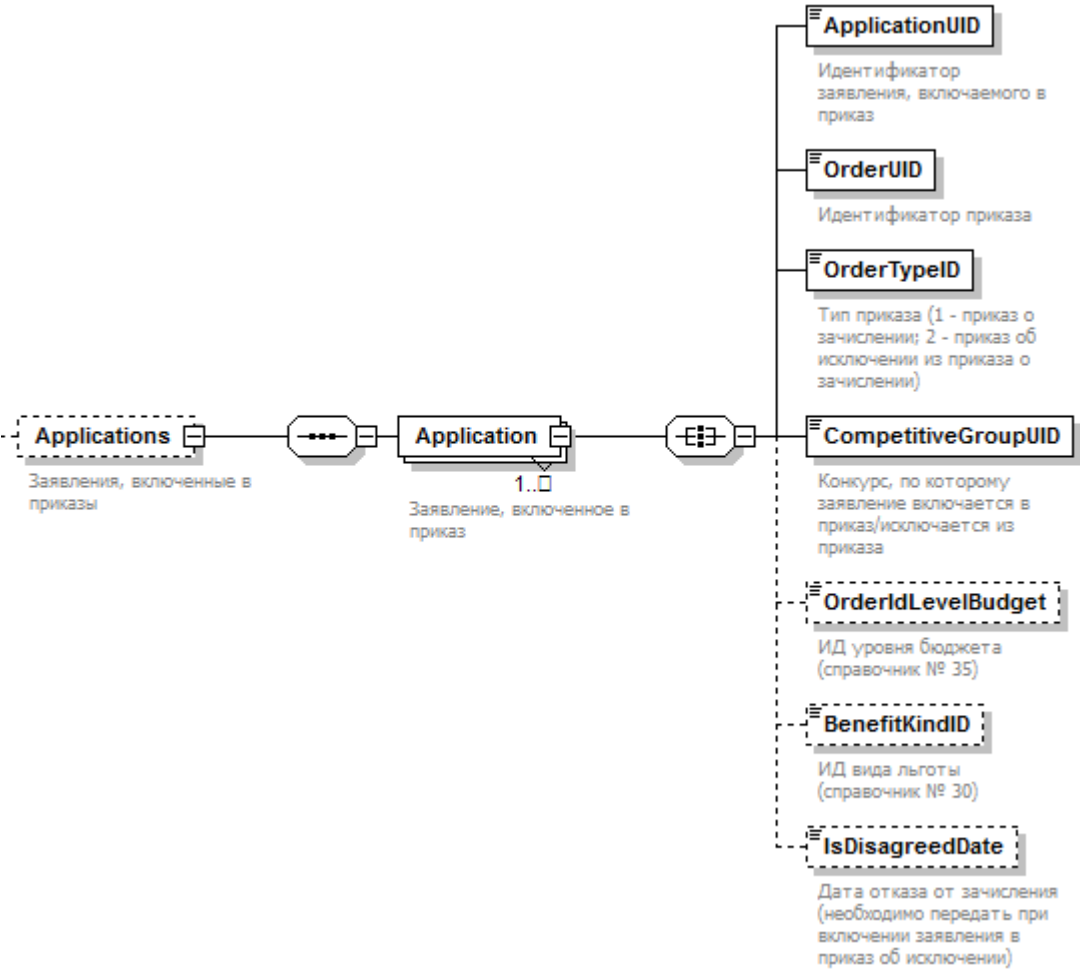 ApplicationUID
Идентификатор
заявления, включаемого в
приказ
OrderUID
Идентификатор приказа
OrderTypeID
Тип приказа (1 - приказ о
зачислении; 2 - приказ об
исключении из приказа о
зачислении)
Applications
Заявления, включенные в
приказы
Application
1..□
Заявление, включенное в
приказ
CompetitiveGroupUID
Конкурс, по которому
заявление включается в
приказ/исключается из
приказа
OrderIdLevelBudget
ИД уровня бюджета
(справочник № 35)
BenefitKindID
ИД вида льготы
(справочник № 30)
IsDisagreedDate
Дата отказа от зачисления
(необходимо передать при
включении заявления в
приказ об исключении)